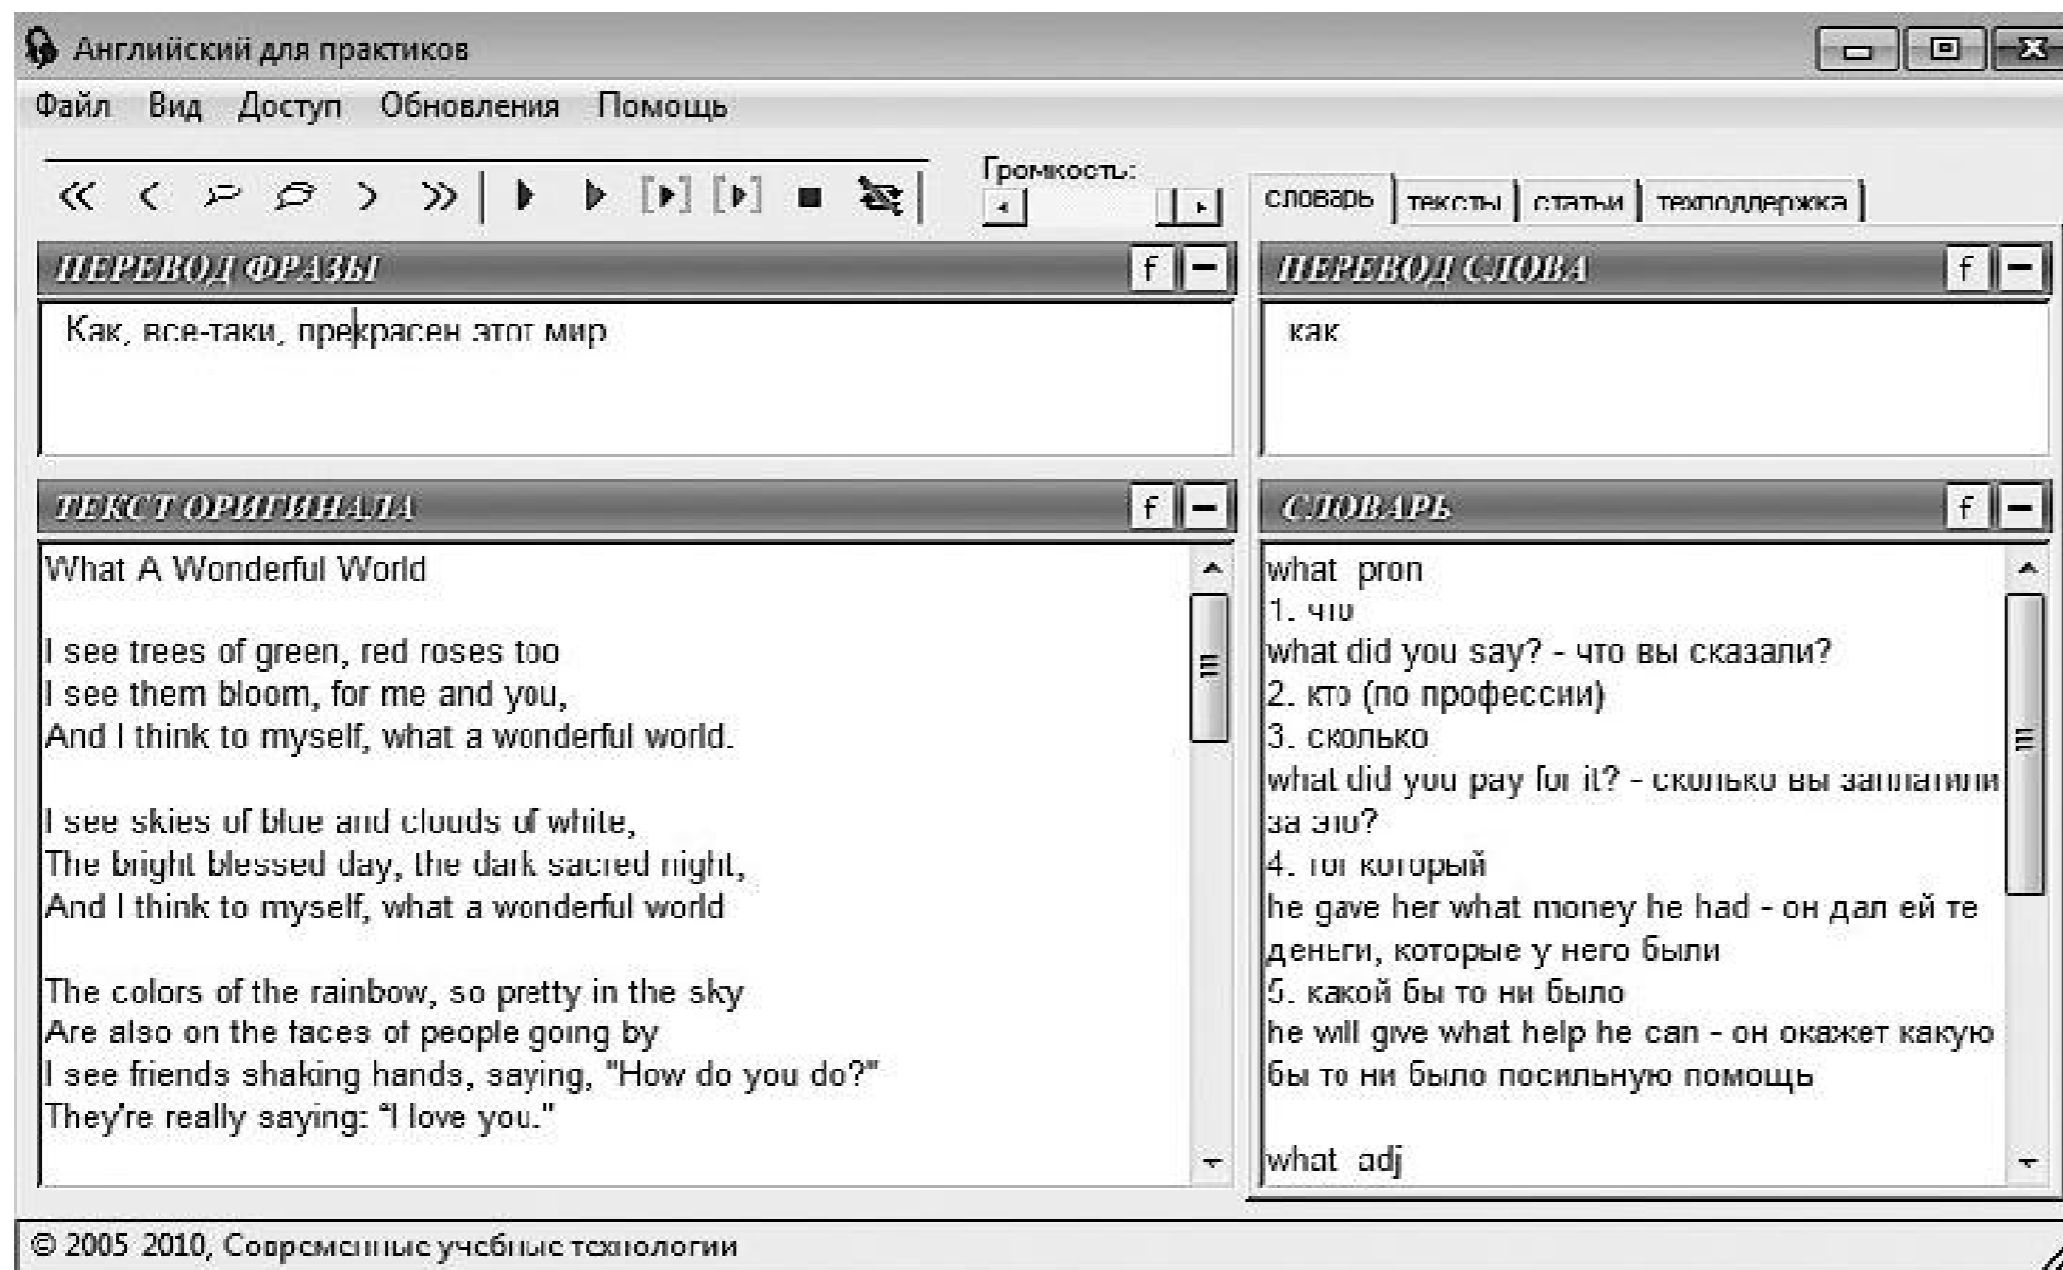 Английский для практиков
Файл Вид Доступ Обновления Помощь
Громкость:
словарь тексты статьи техподдержка
ПЕРЕВОД ФРАЗЫ f
Как, все-таки, прекрасен этот мир
ПЕРЕВОД СЛОВА f
как
ТЕКСТ ОРИГИНАЛА f
What A Wonderful World
I see trees of green, red roses too
I see them bloom, for me and you,
And I think to myself, what a wonderful world.
I see skies of blue and clouds of white,
The bright blessed day, the dark sacred night,
And I think to myself, what a wonderful world
The colors of the rainbow, so pretty in the sky
Are also on the faces of people going by
I see friends shaking hands, saying, "How do you do?"
They're really saying: "I love you."
СЛОВАРЬ f
what pron
1. что
what did you say? - что вы сказали?
2. кто (по профессии)
3. сколько
what did you pay for it? - сколько вы заплатили
за это?
4. тот который
he gave her what money he had - он дал ей те
деньги, которые у него были
5. какой бы то ни было
he will give what help he can - он окажет какую
бы то ни было посильную помощь
what adj
© 2005-2010, Современные учебные технологии